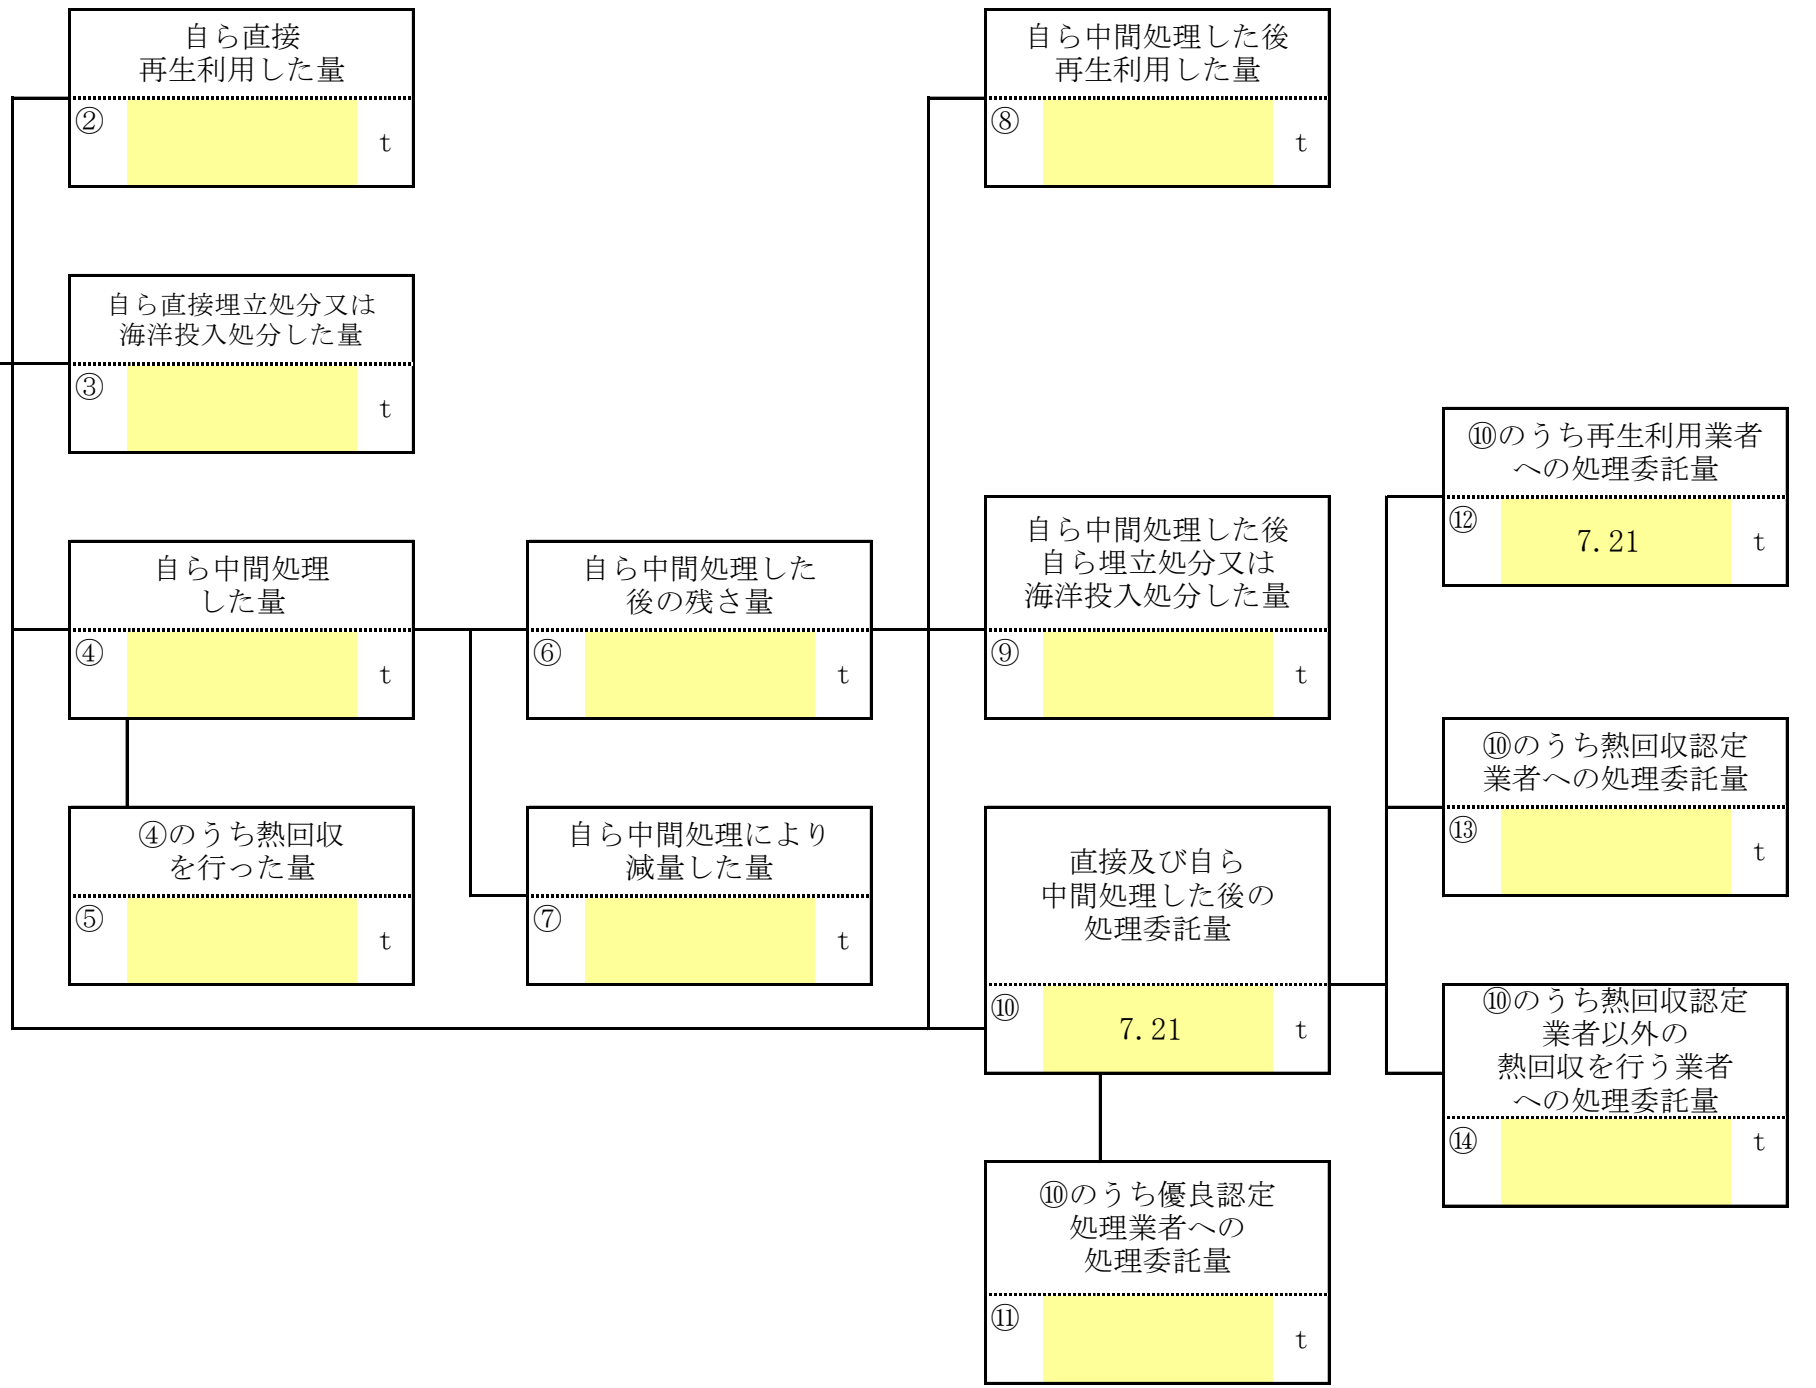 自ら直接
再生利用した量
②
t
自ら中間処理した後
再生利用した量
⑧
t
自ら直接埋立処分又は
海洋投入処分した量
③
t
⑩のうち再生利用業者
への処理委託量
⑫
7.21
t
自ら中間処理
した量
④
t
自ら中間処理した
後の残さ量
⑥
t
自ら中間処理した後
自ら埋立処分又は
海洋投入処分した量
⑨
t
⑩のうち熱回収認定
業者への処理委託量
⑬
t
④のうち熱回収
を行った量
⑤
t
自ら中間処理により
減量した量
⑦
t
直接及び自ら
中間処理した後の
処理委託量
⑩
7.21
t
⑩のうち熱回収認定
業者以外の
熱回収を行う業者
への処理委託量
⑭
t
⑩のうち優良認定
処理業者への
処理委託量
⑪
t